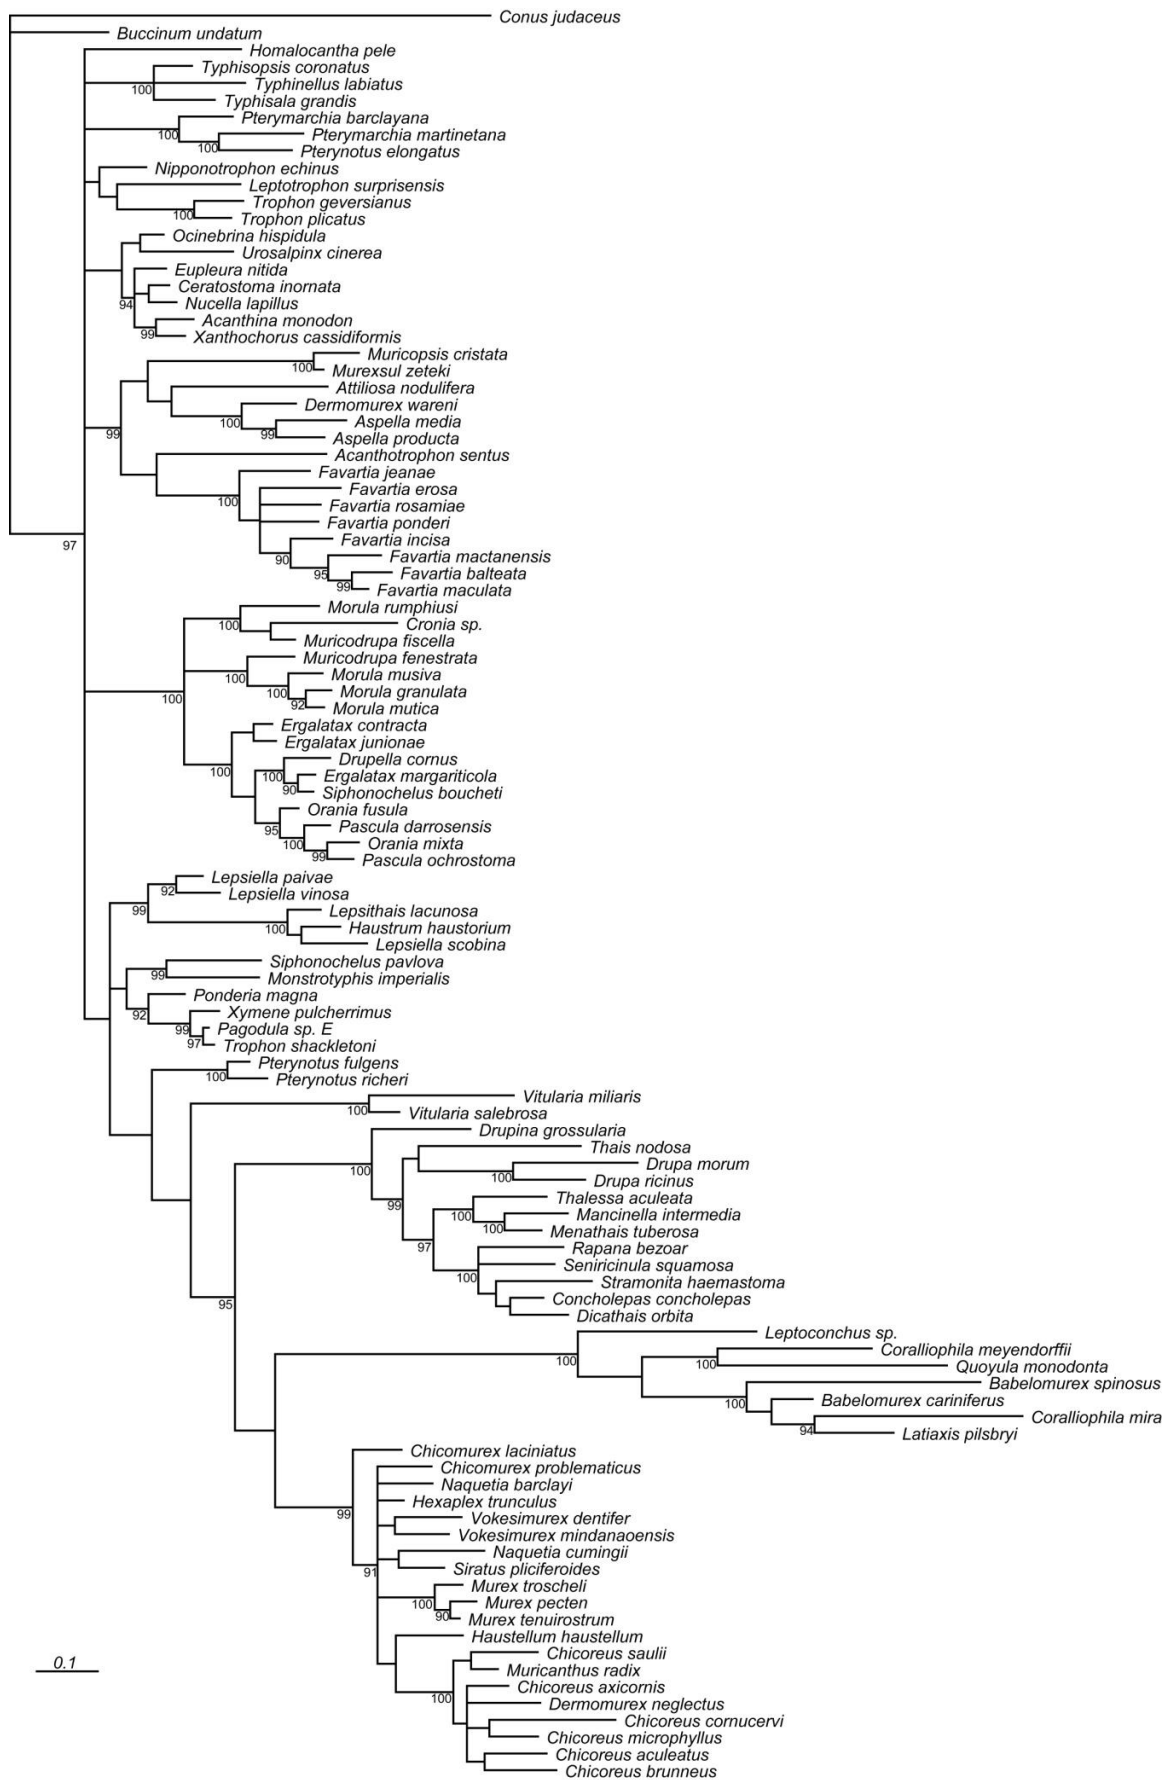 Conus judaceus
Buccinum undatum
Homalocantha pele
Typhisopsis coronatus
100
Typhinellus labiatus
Typhisala grandis
Pterymarchia barclayana
100
Pterymarchia martinetana
100
Pterynotus elongatus
Nipponotrophon echinus
Leptotrophon surprisensis
Trophon geversianus
100
Trophon plicatus
Ocinebrina hispidula
Urosalpinx cinerea
Eupleura nitida
Ceratostoma inornata
94
Nucella lapillus
Acanthina monodon
99
Xanthochorus cassidiformis
Muricopsis cristata
100
Murexsul zeteki
Attiliosa nodulifera
Dermomurex wareni
100
Aspella media
99
99
Aspella producta
Acanthotrophon sentus
Favartia jeanae
Favartia erosa
100
Favartia rosamiae
Favartia ponderi
Favartia incisa
97
90
Favartia mactanensis
95
Favartia balteata
99
Favartia maculata
Morula rumphiusi
100
Cronia sp.
Muricodrupa fiscella
Muricodrupa fenestrata
100
Morula musiva
100
Morula granulata
100
92
Morula mutica
Ergalatax contracta
Ergalatax junionae
Drupella cornus
100
100
Ergalatax margariticola
90
Siphonochelus boucheti
Orania fusula
95
Pascula darrosensis
100
Orania mixta
99
Pascula ochrostoma
Lepsiella paivae
92
Lepsiella vinosa
99
Lepsithais lacunosa
100
Haustrum haustorium
Lepsiella scobina
Siphonochelus pavlova
99
Monstrotyphis imperialis
Ponderia magna
92
Xymene pulcherrimus
99
Pagodula sp. E
97
Trophon shackletoni
Pterynotus fulgens
100
Pterynotus richeri
Vitularia miliaris
100
Vitularia salebrosa
Drupina grossularia
Thais nodosa
100
Drupa morum
100
Drupa ricinus
Thalessa aculeata
99
100
Mancinella intermedia
100
Menathais tuberosa
97
Rapana bezoar
Seniricinula squamosa
100
Stramonita haemastoma
Concholepas concholepas
95
Dicathais orbita
Leptoconchus sp.
Coralliophila meyendorffii
100
100
Quoyula monodonta
Babelomurex spinosus
100
Babelomurex cariniferus
Coralliophila mira
94
Latiaxis pilsbryi
Chicomurex laciniatus
Chicomurex problematicus
Naquetia barclayi
Hexaplex trunculus
99
Vokesimurex dentifer
Vokesimurex mindanaoensis
Naquetia cumingii
Siratus pliciferoides
91
Murex troscheli
Murex pecten
100
90
Murex tenuirostrum
Haustellum haustellum
Chicoreus saulii
0.1
Muricanthus radix
Chicoreus axicornis
100
Dermomurex neglectus
Chicoreus cornucervi
Chicoreus microphyllus
Chicoreus aculeatus
Chicoreus brunneus